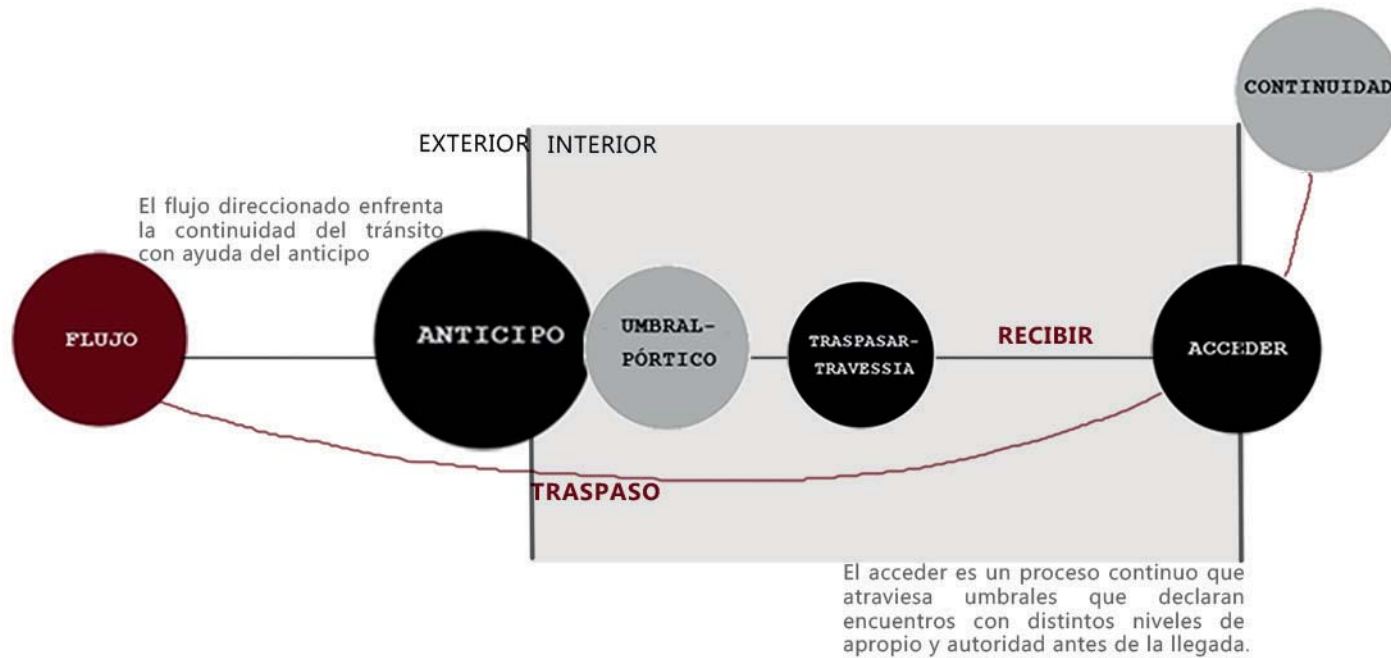 CONTINUIDAD
EXTERIOR INTERIOR
El flujo direccionado enfrenta
la continuidad del tránsito
con ayuda del anticipo
FLUJO
ANTICIPO
UMBRAL-
PÓRTICO
TRASPASAR-
TRAVESSIA
RECIBIR
ACCEDER
TRASPASO
El acceder es un proceso continuo que
atraviesa umbrales que declaran
encuentros con distintos niveles de
apropio y autoridad antes de la llegada.